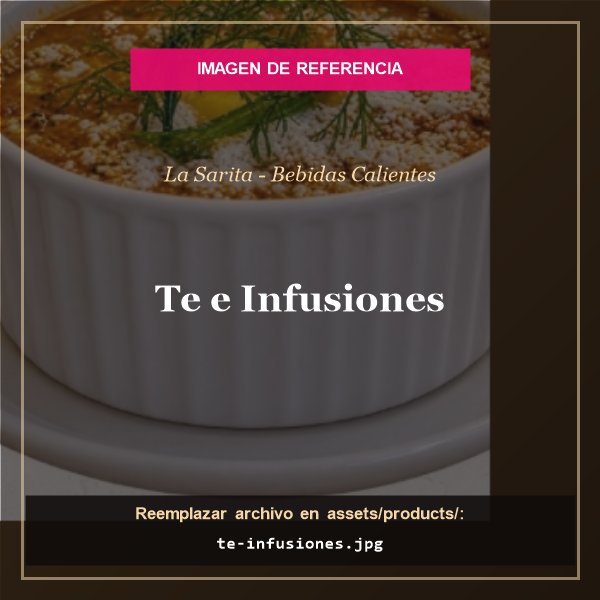 IMAGEN DE REFERENCIA
La Sarita - Bebidas Calientes
Te e Infusiones
Reemplazar archivo en assets/products/:
te-infusiones.jpg